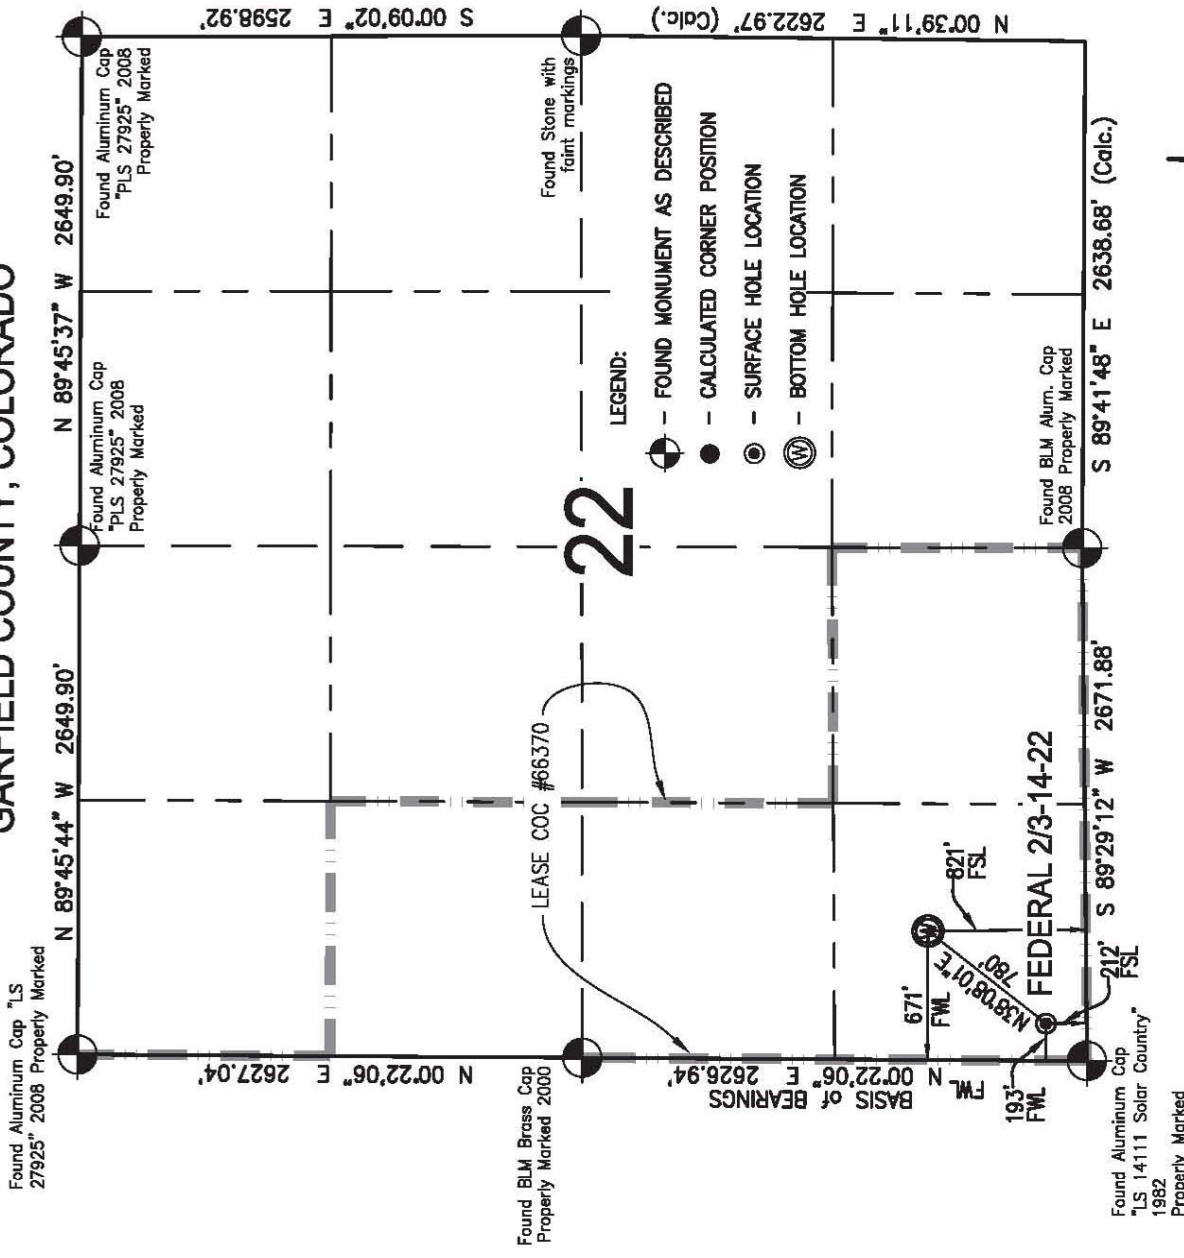 GARFIELD COUNTY, COLORADO
Found Aluminum Cap "LS
27925" 2008 Properly Marked
N 89°45'44" W 2649.90'
N 89°45'37" W 2649.90'
Found Aluminum Cap
"PLS 27925" 2008
Properly Marked
Found Aluminum Cap
"PLS 27925" 2008
Properly Marked
N 00°22'06" E 2627.04'
S 00°09'02" E 2598.92'
LEASE COC #66370
22
Found Stone with
faint markings
Found BLM Brass Cap
Properly Marked 2000
LEGEND:
- FOUND MONUMENT AS DESCRIBED
- CALCULATED CORNER POSITION
- SURFACE HOLE LOCATION
W - BOTTOM HOLE LOCATION
BASIS of BEARINGS
N 00°22'06" E 2626.94'
N 00°39'11" E 2622.97' (Calc.)
FWL
671'
FWL
W
821'
FSL
N38°08'01"E
780'
FEDERAL 2/3-14-22
193'
FWL
212'
FSL
Found BLM Alum. Cap
2008 Properly Marked
S 89°29'12" W 2671.88'
S 89°41'48" E 2638.68' (Calc.)
Found Aluminum Cap
"LS 14111 Solar Country"
1982
Properly Marked